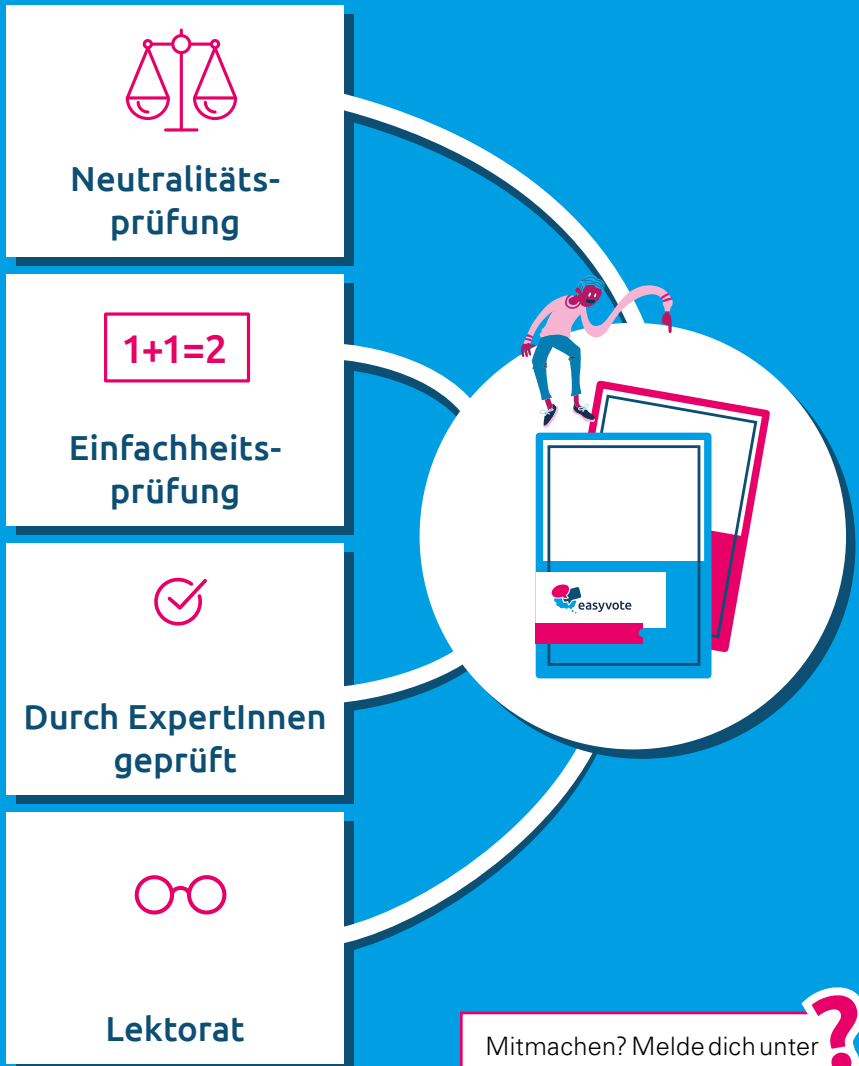 Neutralitäts-
prüfung
1+1=2
Einfachheits-
prüfung
easyvote
Durch ExpertInnen
geprüft
Lektorat
?
Mitmachen? Melde dich unter